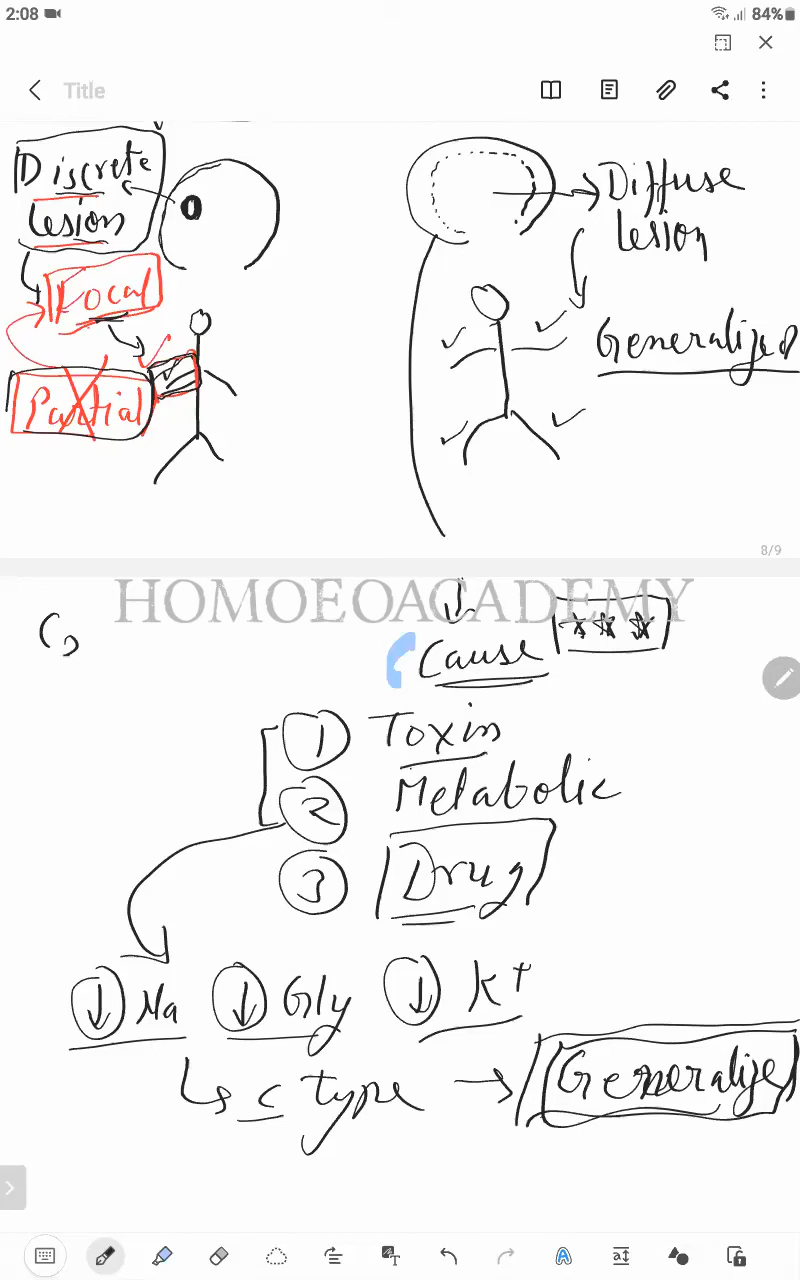 2:08
84%
Title
Discrete
lesion
Focal
Partial
Diffuse
lesion
Generalized
8/9
HOMOEOACADEMY
Cause ***
1 Toxin
2 Metabolic
3 Drug
↓ Na ↓ Gly ↓ K+
↳ c type → Generalized